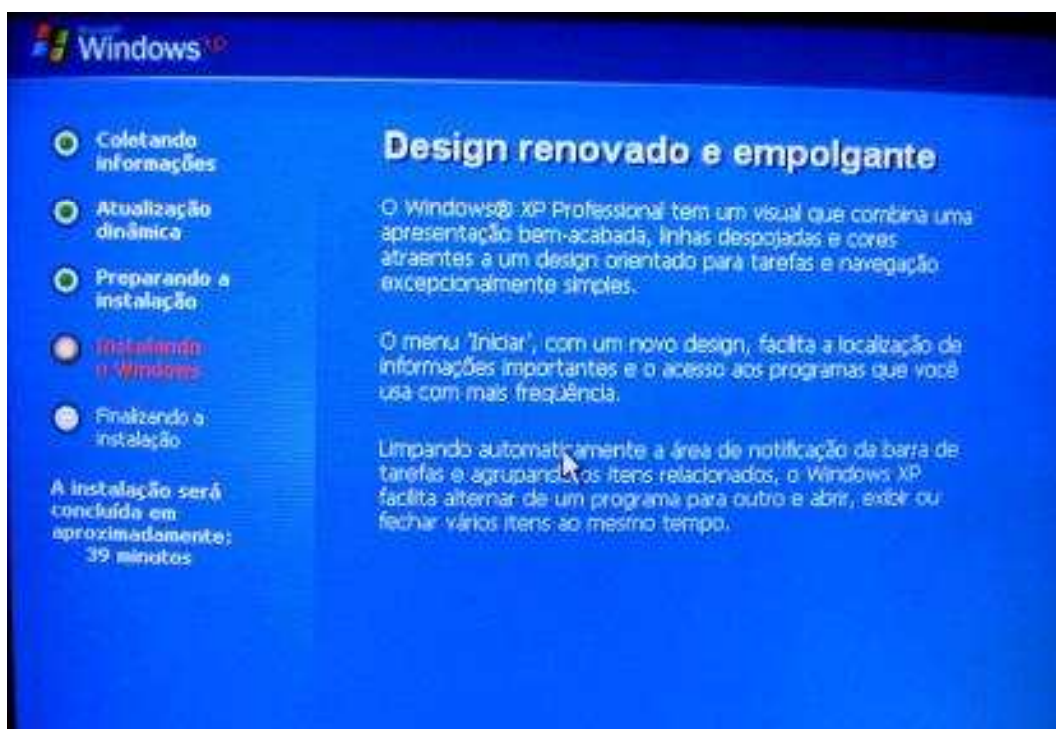 Microsoft
Windows xp
Coletando
informações
Atualização
dinâmica
Preparando a
instalação
Instalando
o Windows
Finalizando a
instalação
A instalação será
concluída em
aproximadamente:
39 minutos
Design renovado e empolgante
O Windows® XP Professional tem um visual que combina uma
apresentação bem-acabada, linhas despojadas e cores
atraentes a um design orientado para tarefas e navegação
excepcionalmente simples.
O menu 'Iniciar', com um novo design, facilita a localização de
informações importantes e o acesso aos programas que você
usa com mais freqüência.
Limpando automaticamente a área de notificação da barra de
tarefas e agrupando os itens relacionados, o Windows XP
facilita alternar de um programa para outro e abrir, exibir ou
fechar vários itens ao mesmo tempo.